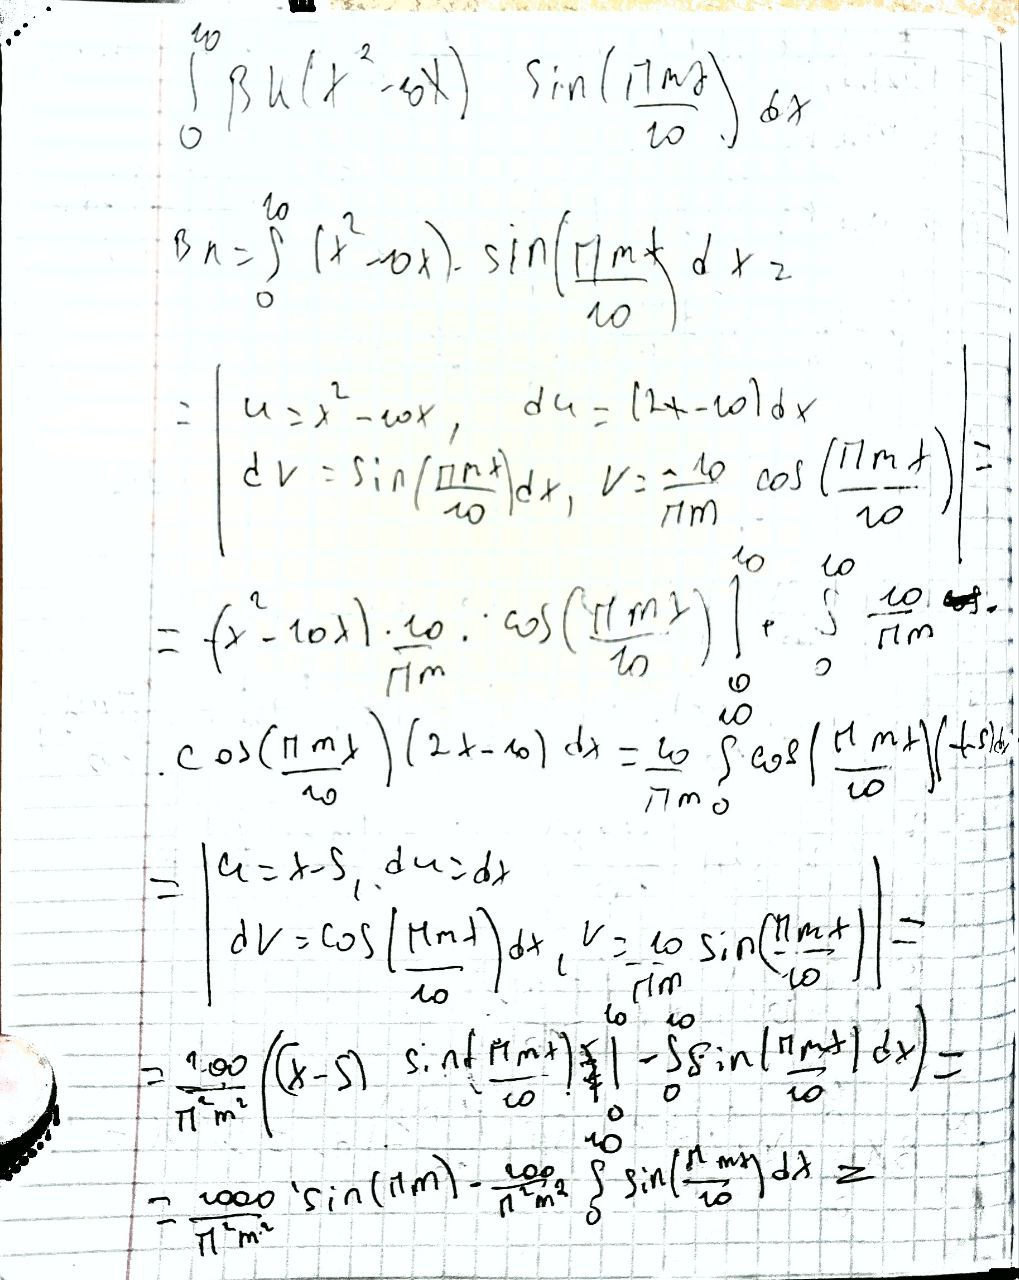 ∫₀¹⁰ βn(x² - 10x) sin(πmx/10) dx
Bn = ∫₀¹⁰ (x² - 10x) · sin(πmx/10) dx =
= | u = x² - 10x, du = (2x - 10)dx
dV = sin(πmx/10)dx, V = -10/πm cos(πmx/10) | =
= -(x² - 10x) · 10/πm · cos(πmx/10) |₀¹⁰ + ∫₀¹⁰ 10/πm ·
· cos(πmx/10)(2x - 10) dx = 20/πm ∫₀¹⁰ cos(πmx/10)(x-5)dx
= | u = x - 5, du = dx
dV = cos(πmx/10)dx, V = 10/πm sin(πmx/10) | =
= 200/π²m² ((x - 5) sin(πmx/10) |₀¹⁰ - ∫₀¹⁰ sin(πmx/10) dx) =
= 1000/π²m² · sin(πm) - 200/π²m² ∫₀¹⁰ sin(πmx/10) dx =